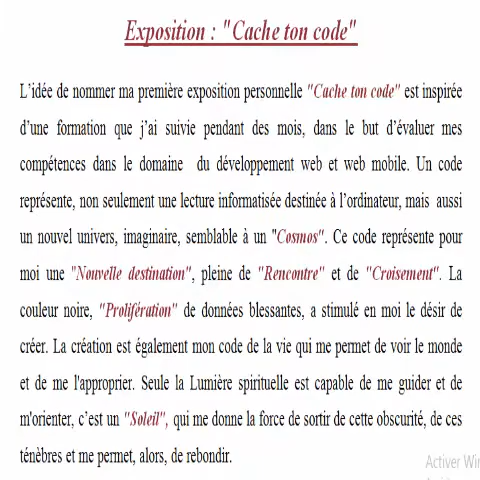 Exposition : "Cache ton code"
L’idée de nommer ma première exposition personnelle "Cache ton code" est inspirée
d’une formation que j’ai suivie pendant des mois, dans le but d’évaluer mes
compétences dans le domaine du développement web et web mobile. Un code
représente, non seulement une lecture informatisée destinée à l’ordinateur, mais aussi
un nouvel univers, imaginaire, semblable à un "Cosmos". Ce code représente pour
moi une "Nouvelle destination", pleine de "Rencontre" et de "Croisement". La
couleur noire, "Prolifération" de données blessantes, a stimulé en moi le désir de
créer. La création est également mon code de la vie qui me permet de voir le monde
et de me l'approprier. Seule la Lumière spirituelle est capable de me guider et de
m'orienter, c’est un "Soleil", qui me donne la force de sortir de cette obscurité, de ces
ténèbres et me permet, alors, de rebondir.
Activer Wi